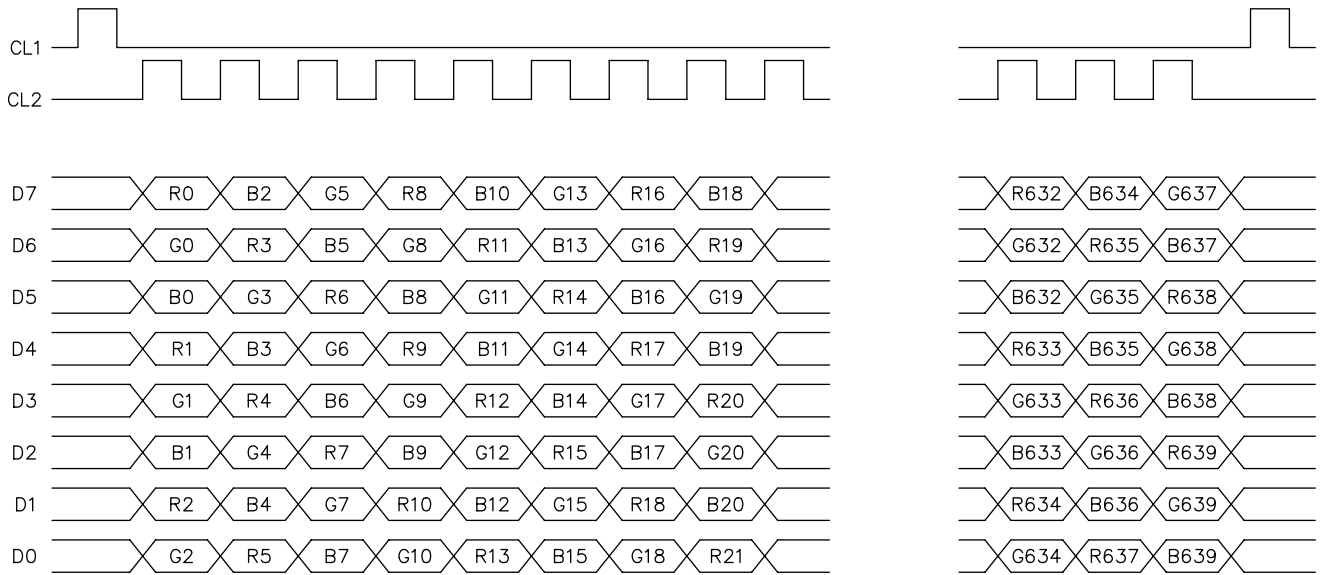 CL1
CL2
D7 R0 B2 G5 R8 B10 G13 R16 B18 R632 B634 G637
D6 G0 R3 B5 G8 R11 B13 G16 R19 G632 R635 B637
D5 B0 G3 R6 B8 G11 R14 B16 G19 B632 G635 R638
D4 R1 B3 G6 R9 B11 G14 R17 B19 R633 B635 G638
D3 G1 R4 B6 G9 R12 B14 G17 R20 G633 R636 B638
D2 B1 G4 R7 B9 G12 R15 B17 G20 B633 G636 R639
D1 R2 B4 G7 R10 B12 G15 R18 B20 R634 B636 G639
D0 G2 R5 B7 G10 R13 B15 G18 R21 G634 R637 B639